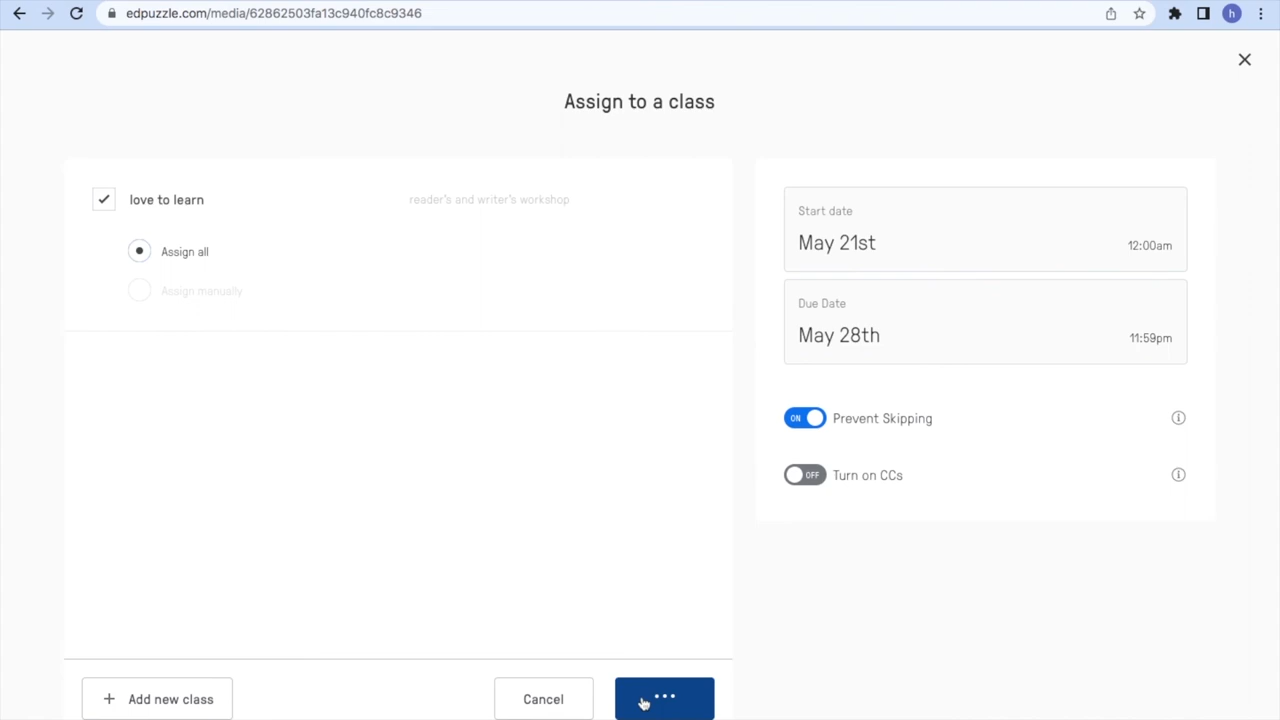 edpuzzle.com/media/62862503fa13c940fc8c9346
h
Assign to a class
love to learn
reader's and writer's workshop
Assign all
Assign manually
Start date
May 21st
12:00am
Due Date
May 28th
11:59pm
ON Prevent Skipping
OFF Turn on CCs
+ Add new class
Cancel